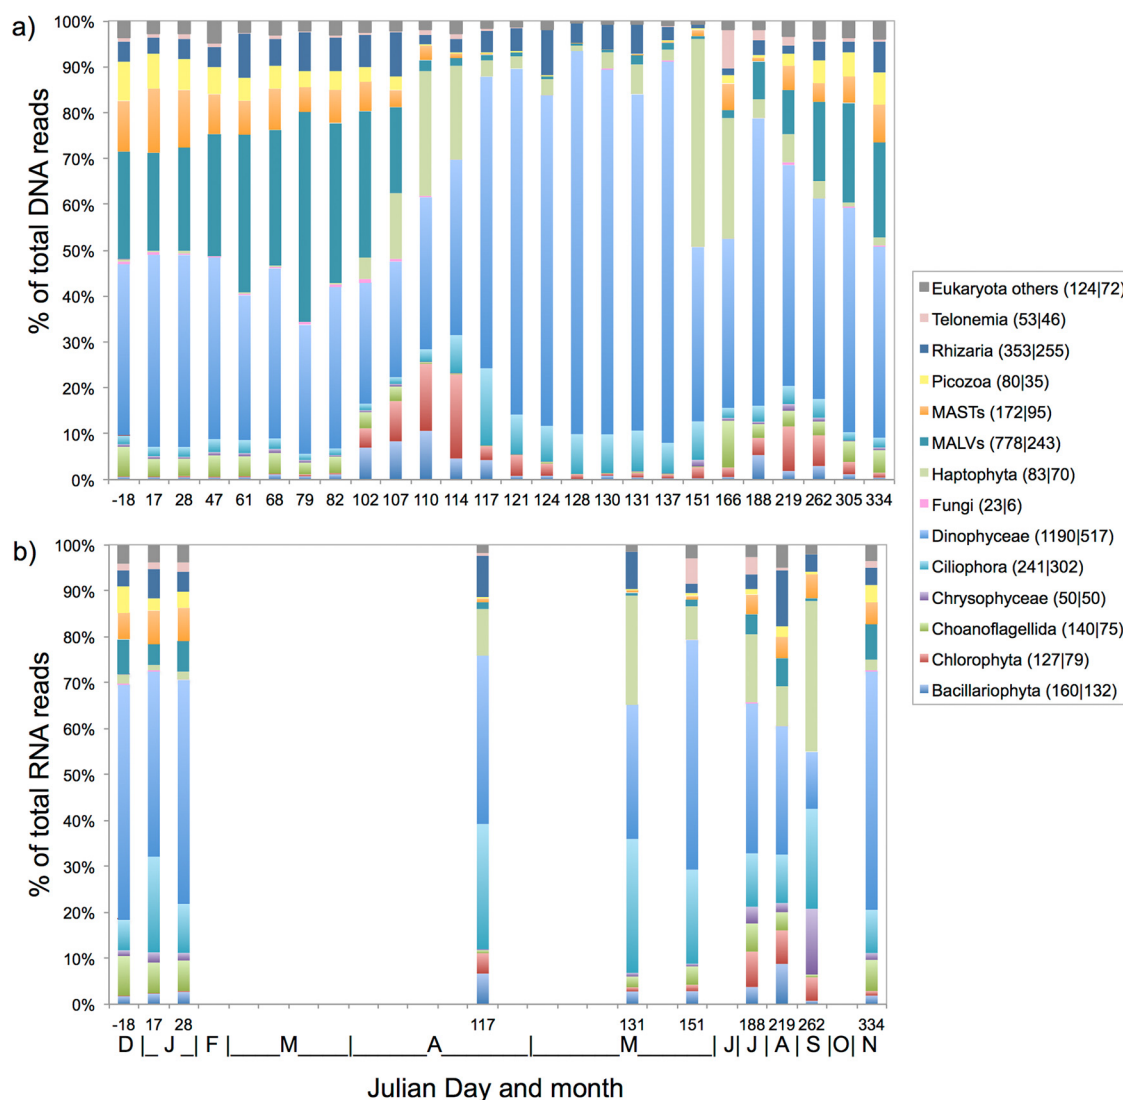 a)
% of total DNA reads
100%
90%
80%
70%
60%
50%
40%
30%
20%
10%
0%
-18 17 28 47 61 68 79 82 102 107 110 114 117 121 124 128 130 131 137 151 166 188 219 262 305 334
Eukaryota others (124|72)
Telonemia (53|46)
Rhizaria (353|255)
Picozoa (80|35)
MASTs (172|95)
MALVs (778|243)
Haptophyta (83|70)
Fungi (23|6)
Dinophyceae (1190|517)
Ciliophora (241|302)
Chrysophyceae (50|50)
Choanoflagellida (140|75)
Chlorophyta (127|79)
Bacillariophyta (160|132)
b)
% of total RNA reads
100%
90%
80%
70%
60%
50%
40%
30%
20%
10%
0%
-18 17 28 117 131 151 188 219 262 334
D |_ J _| F |____M____|_____A______|______M______| J| J |A | S |O| N
Julian Day and month